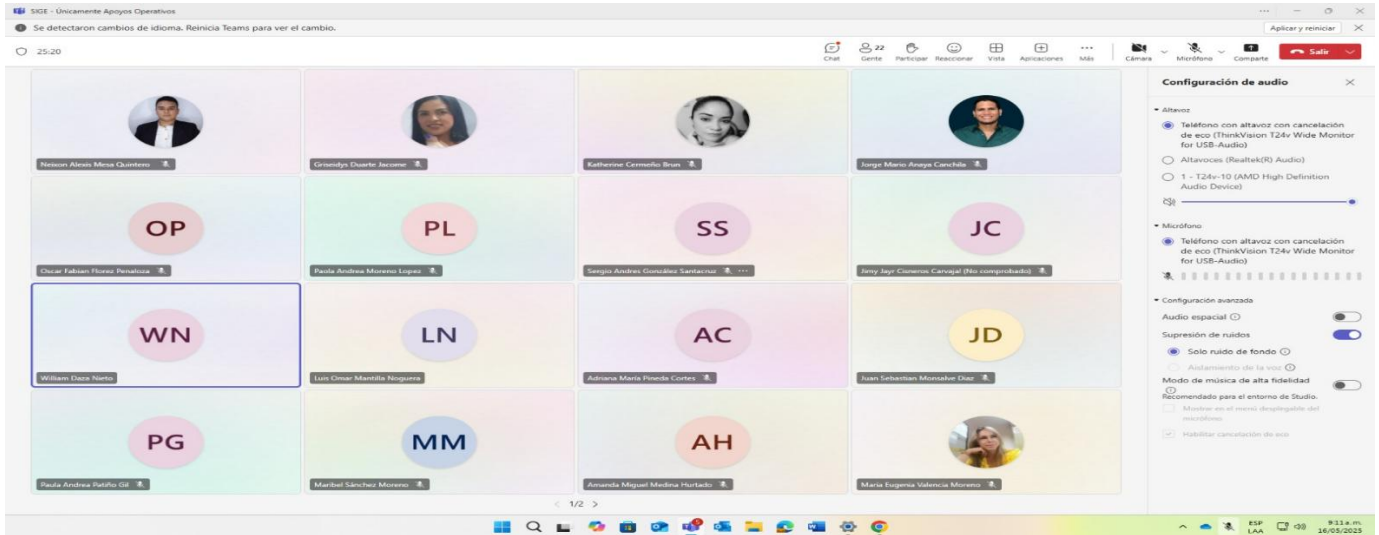 SIGE - Únicamente Apoyos Operativos
Se detectaron cambios de idioma. Reinicia Teams para ver el cambio.
Aplicar y reiniciar
25:20
Chat
22
Gente
Participar
Reaccionar
Vista
Aplicaciones
Más
Cámara
Micrófono
Comparte
Salir
Neison Alexis Mesa Quintero
Griseidys Duarte Jacome
Katherine Cermeño Brun
Jorge Mario Anaya Canchila
OP
PL
SS
JC
Oscar Fabian Florez Penaloza
Paola Andrea Moreno Lopez
Sergio Andres González Santacruz
Jimy Jayr Cisneros Carvajal (No comprobado)
WN
LN
AC
JD
William Daza Nieto
Luis Omar Mantilla Noguera
Adriana María Pineda Cortes
Juan Sebastian Monsalve Diaz
PG
MM
AH
Paula Andrea Patiño Gil
Maribel Sánchez Moreno
Amanda Miguel Medina Hurtado
Maria Eugenia Valencia Moreno
1/2
Configuración de audio
Altavoz
Teléfono con altavoz con cancelación
de eco (ThinkVision T24v Wide Monitor
for USB-Audio)
Altavoces (Realtek(R) Audio)
1 - T24v-10 (AMD High Definition
Audio Device)
Micrófono
Teléfono con altavoz con cancelación
de eco (ThinkVision T24v Wide Monitor
for USB-Audio)
Configuración avanzada
Audio espacial
Supresión de ruidos
Solo ruido de fondo
Aislamiento de la voz
Modo de música de alta fidelidad
Recomendado para el entorno de Studio.
Mostrar en el menú desplegable del
micrófono
Habilitar cancelación de eco
ESP
LAA
9:11 a.m.
16/05/2025